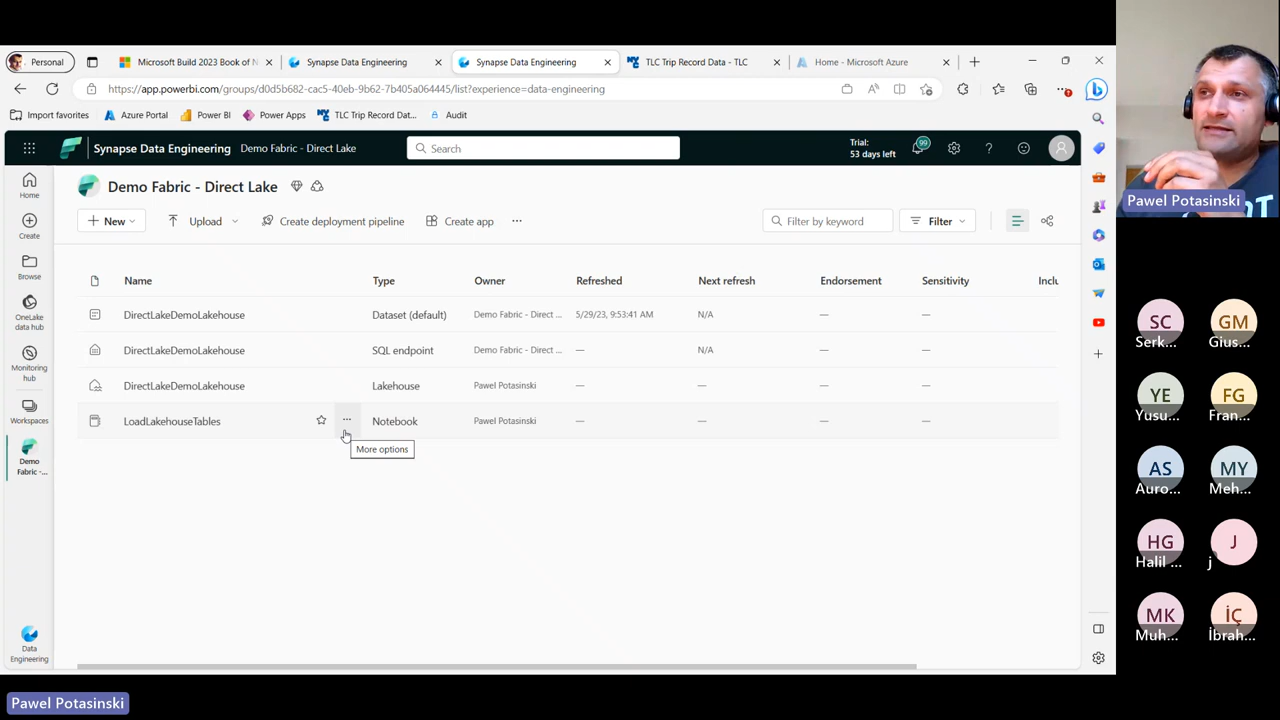 Personal
Microsoft Build 2023 Book of N
Synapse Data Engineering
Synapse Data Engineering
TLC Trip Record Data - TLC
Home - Microsoft Azure
https://app.powerbi.com/groups/d0d5b682-cac5-40eb-9b62-7b405a064445/list?experience=data-engineering
Import favorites
Azure Portal
Power BI
Power Apps
TLC Trip Record Dat...
Audit
Synapse Data Engineering
Demo Fabric - Direct Lake
Search
Trial:
53 days left
99
Home
Create
Browse
OneLake
data hub
Monitoring
hub
Workspaces
Demo
Fabric -...
Data
Engineering
Demo Fabric - Direct Lake
New
Upload
Create deployment pipeline
Create app
Filter by keyword
Filter
Name Type Owner Refreshed Next refresh Endorsement Sensitivity Inclu
DirectLakeDemoLakehouse Dataset (default) Demo Fabric - Direct ... 5/29/23, 9:53:41 AM N/A — —
DirectLakeDemoLakehouse SQL endpoint Demo Fabric - Direct ... — N/A — —
DirectLakeDemoLakehouse Lakehouse Pawel Potasinski — — — —
LoadLakehouseTables ... Notebook Pawel Potasinski — — — —
More options
Pawel Potasinski
SC GM
Serk... Gius...
YE FG
Yusu... Fran...
AS MY
Auro... Meh...
HG J
Halil ... j
MK İÇ
Muh... İbrah...
Pawel Potasinski